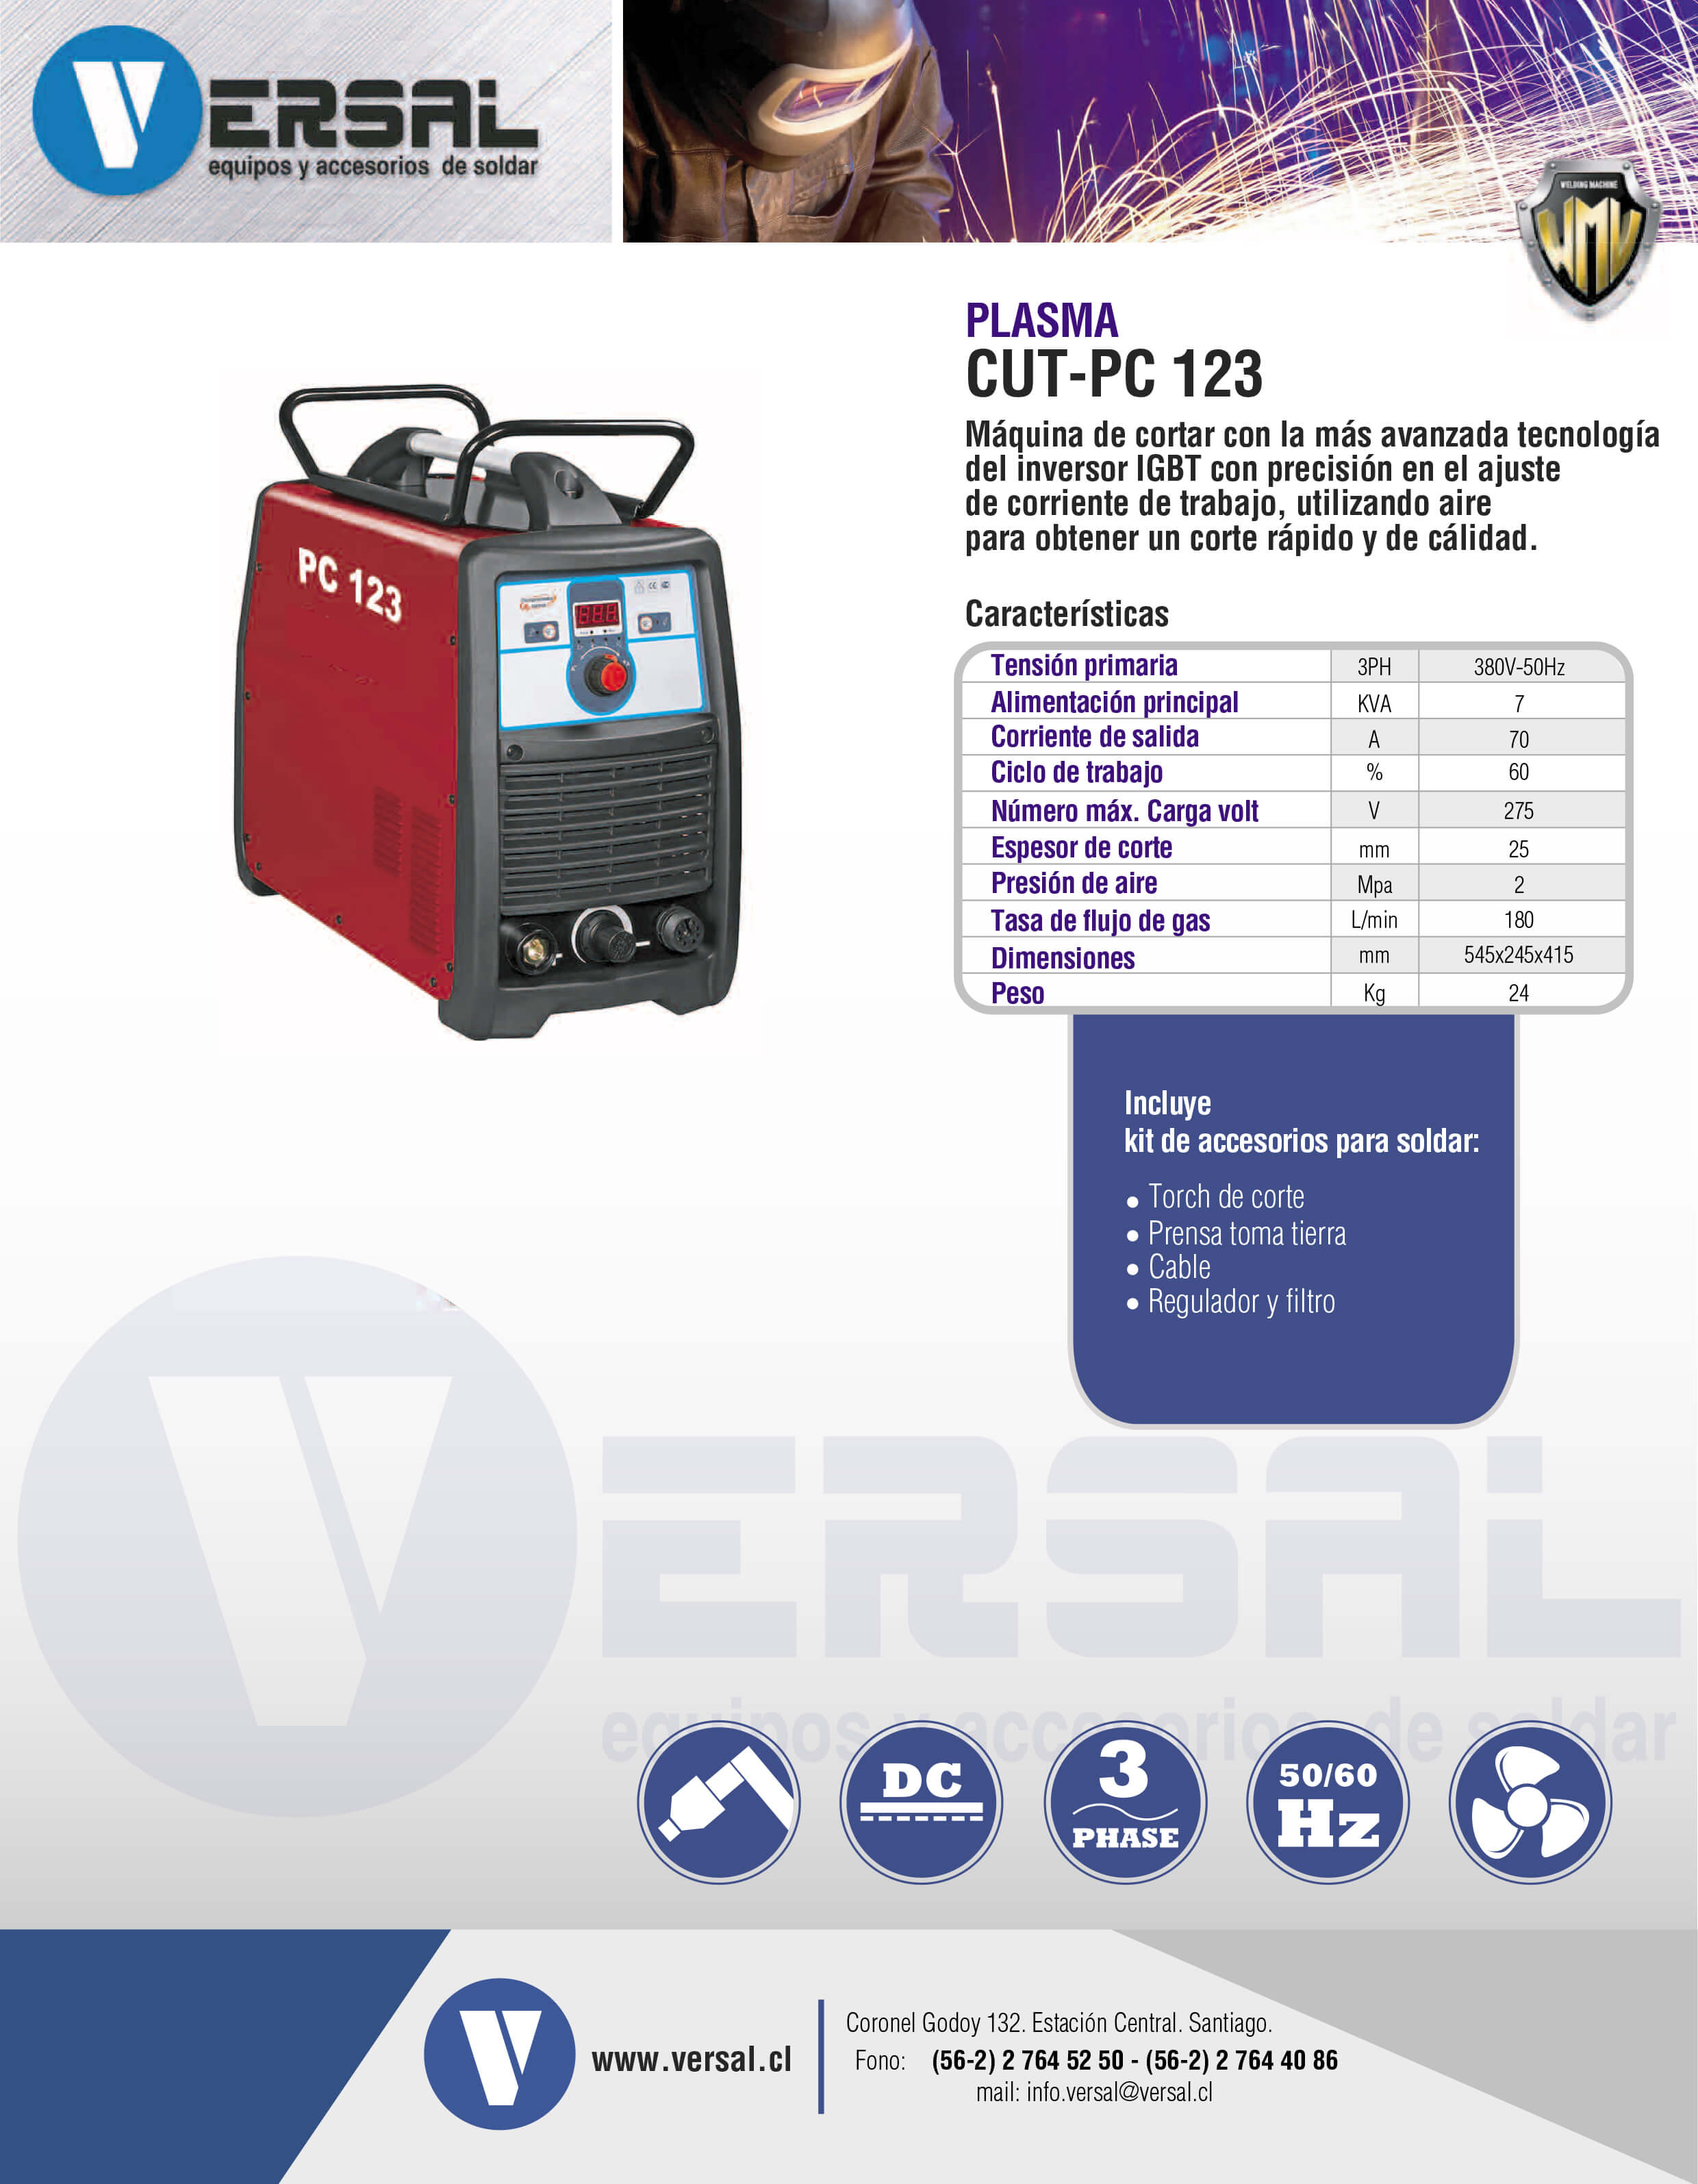 VERSAL
equipos y accesorios de soldar
WELDING MACHINE
WMV
PLASMA
CUT-PC 123
Máquina de cortar con la más avanzada tecnología
del inversor IGBT con precisión en el ajuste
de corriente de trabajo, utilizando aire
para obtener un corte rápido y de cálidad.
PC 123
Características
Tensión primaria 3PH 380V-50Hz
Alimentación principal KVA 7
Corriente de salida A 70
Ciclo de trabajo % 60
Número máx. Carga volt V 275
Espesor de corte mm 25
Presión de aire Mpa 2
Tasa de flujo de gas L/min 180
Dimensiones mm 545x245x415
Peso Kg 24
Incluye
kit de accesorios para soldar:
• Torch de corte
• Prensa toma tierra
• Cable
• Regulador y filtro
VERSAL
equipos y accesorios de soldar
DC
3
PHASE
50/60
Hz
V
www.versal.cl
Coronel Godoy 132. Estación Central. Santiago.
Fono: (56-2) 2 764 52 50 - (56-2) 2 764 40 86
mail: info.versal@versal.cl